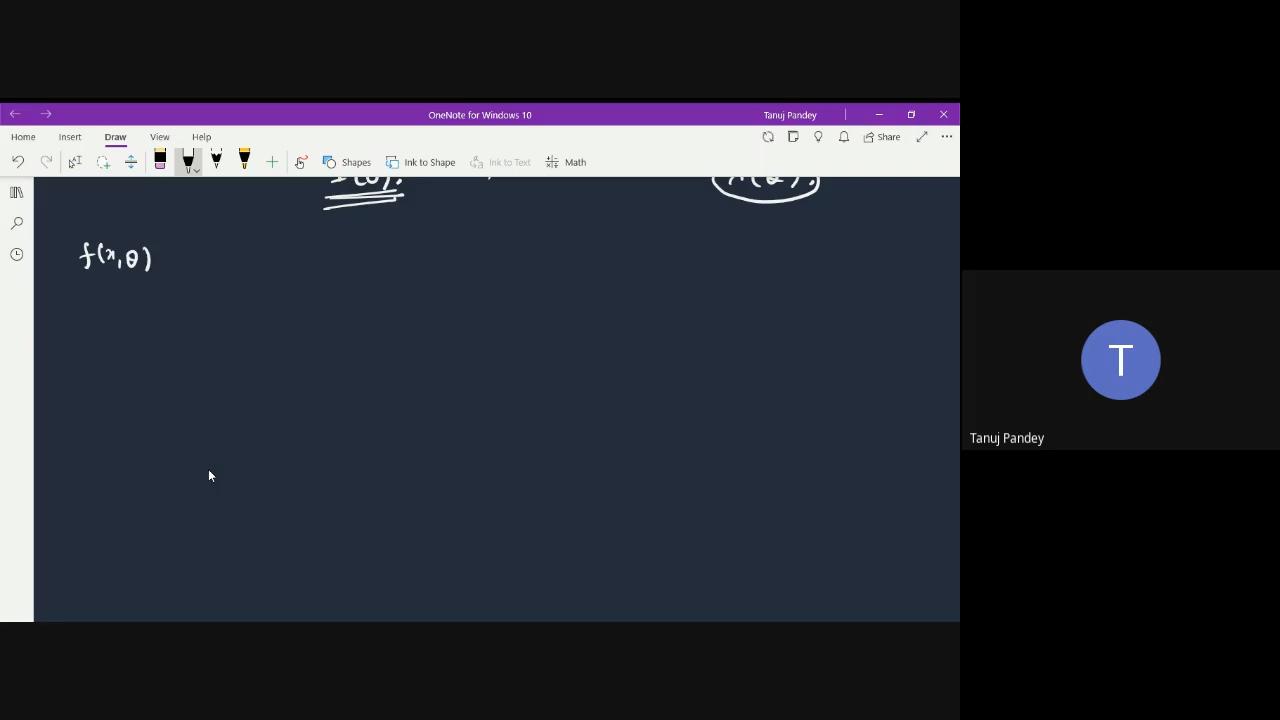 OneNote for Windows 10
Tanuj Pandey
Home Insert Draw View Help
Share
Shapes Ink to Shape Ink to Text Math
f(x, θ)
T
Tanuj Pandey